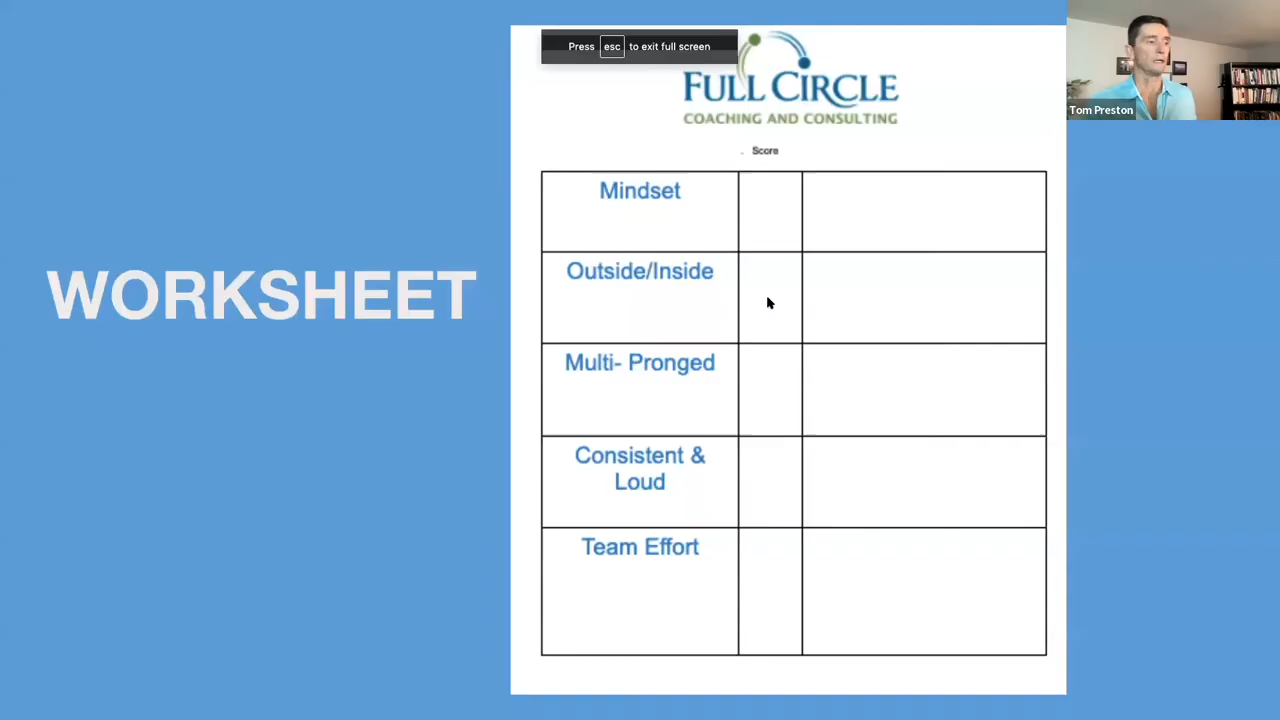 Press esc to exit full screen
FULL CIRCLE
COACHING AND CONSULTING
Tom Preston
. Score
Mindset
Outside/Inside
WORKSHEET
Multi- Pronged
Consistent &
Loud
Team Effort